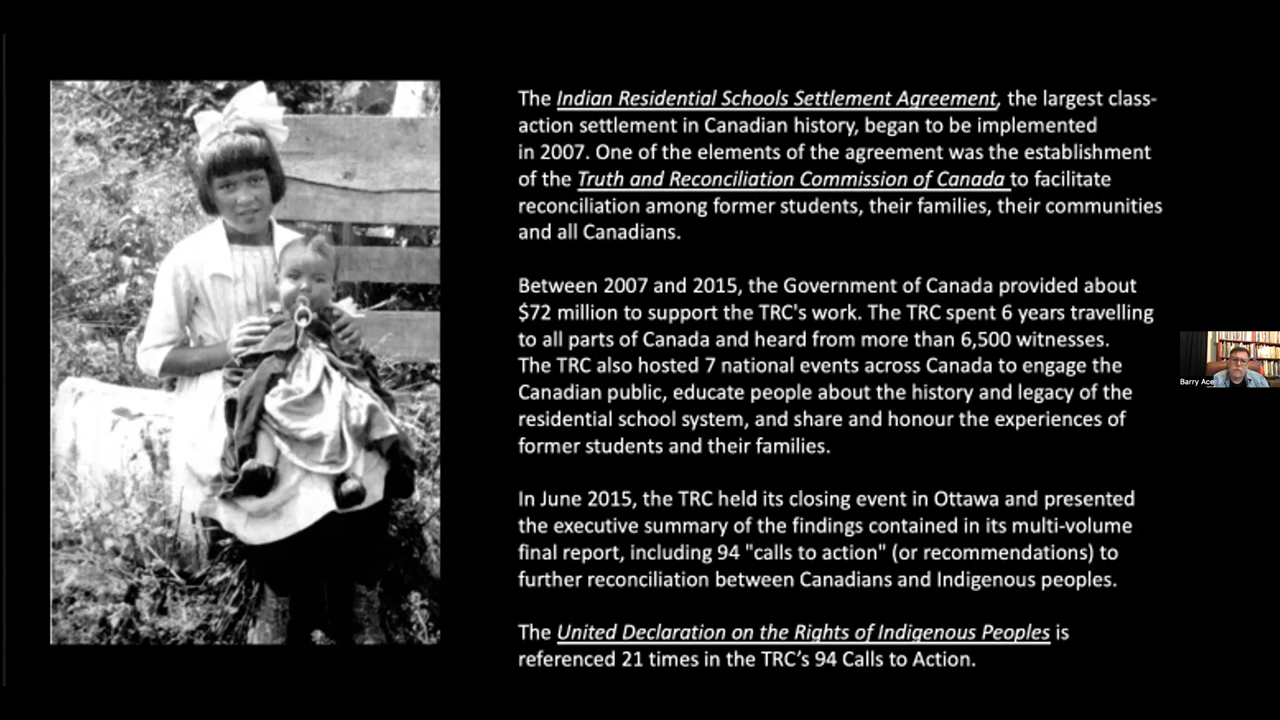 The Indian Residential Schools Settlement Agreement, the largest class-
action settlement in Canadian history, began to be implemented
in 2007. One of the elements of the agreement was the establishment
of the Truth and Reconciliation Commission of Canada to facilitate
reconciliation among former students, their families, their communities
and all Canadians.
Between 2007 and 2015, the Government of Canada provided about
$72 million to support the TRC's work. The TRC spent 6 years travelling
to all parts of Canada and heard from more than 6,500 witnesses.
The TRC also hosted 7 national events across Canada to engage the
Canadian public, educate people about the history and legacy of the
residential school system, and share and honour the experiences of
former students and their families.
In June 2015, the TRC held its closing event in Ottawa and presented
the executive summary of the findings contained in its multi-volume
final report, including 94 "calls to action" (or recommendations) to
further reconciliation between Canadians and Indigenous peoples.
The United Declaration on the Rights of Indigenous Peoples is
referenced 21 times in the TRC’s 94 Calls to Action.
Barry Ace